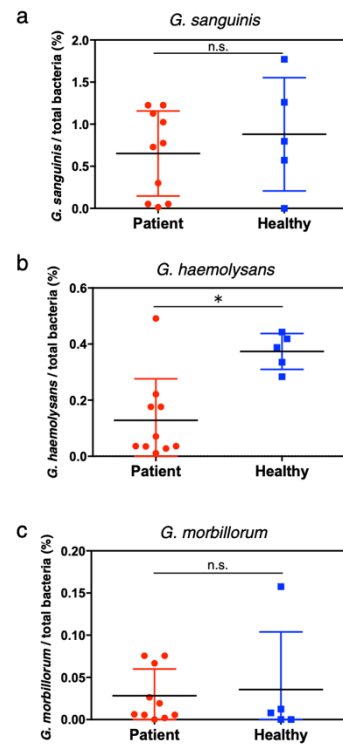 a
G. sanguinis
n.s.
G. sanguinis / total bacteria (%)
2.0
1.5
1.0
0.5
0.0
Patient Healthy
b
G. haemolysans
*
G. haemolysans / total bacteria (%)
0.6
0.4
0.2
0.0
Patient Healthy
c
G. morbillorum
n.s.
G. morbillorum / total bacteria (%)
0.20
0.15
0.10
0.05
0.00
Patient Healthy